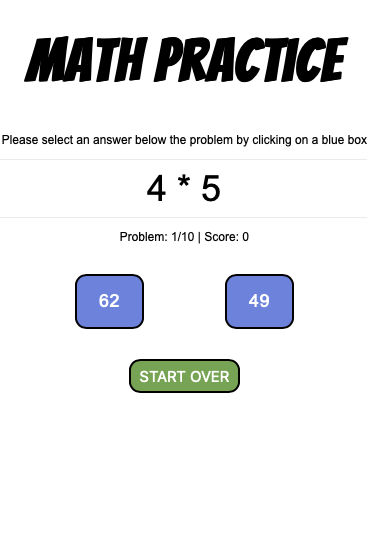 MATH PRACTICE
Please select an answer below the problem by clicking on a blue box
4 * 5
Problem: 1/10 | Score: 0
62 49
START OVER